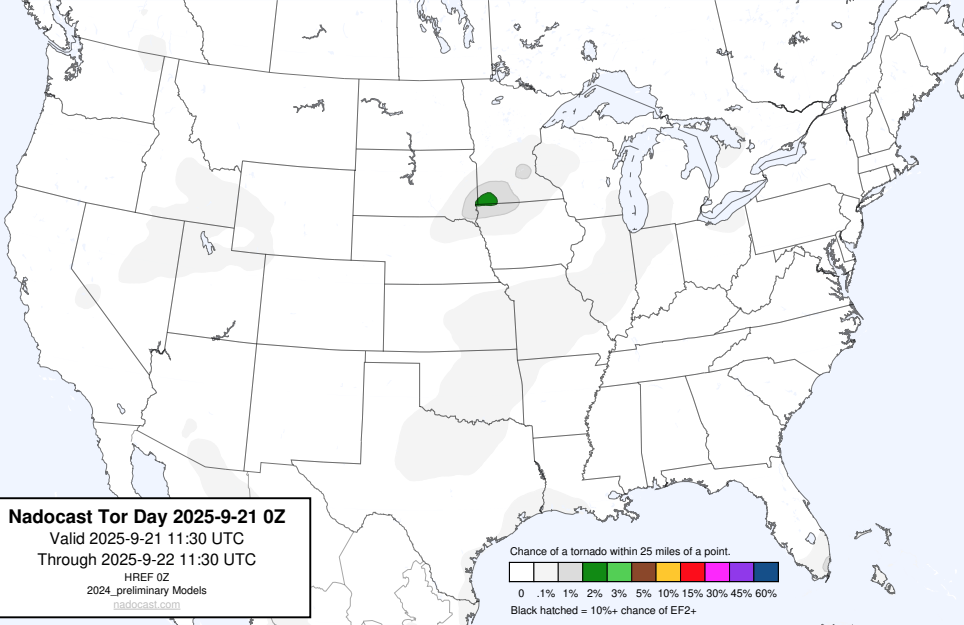 Nadocast Tor Day 2025-9-21 0Z
Valid 2025-9-21 11:30 UTC
Through 2025-9-22 11:30 UTC
HREF 0Z
2024_preliminary Models
nadocast.com
Chance of a tornado within 25 miles of a point.
0 .1% 1% 2% 3% 5% 10% 15% 30% 45% 60%
Black hatched = 10%+ chance of EF2+